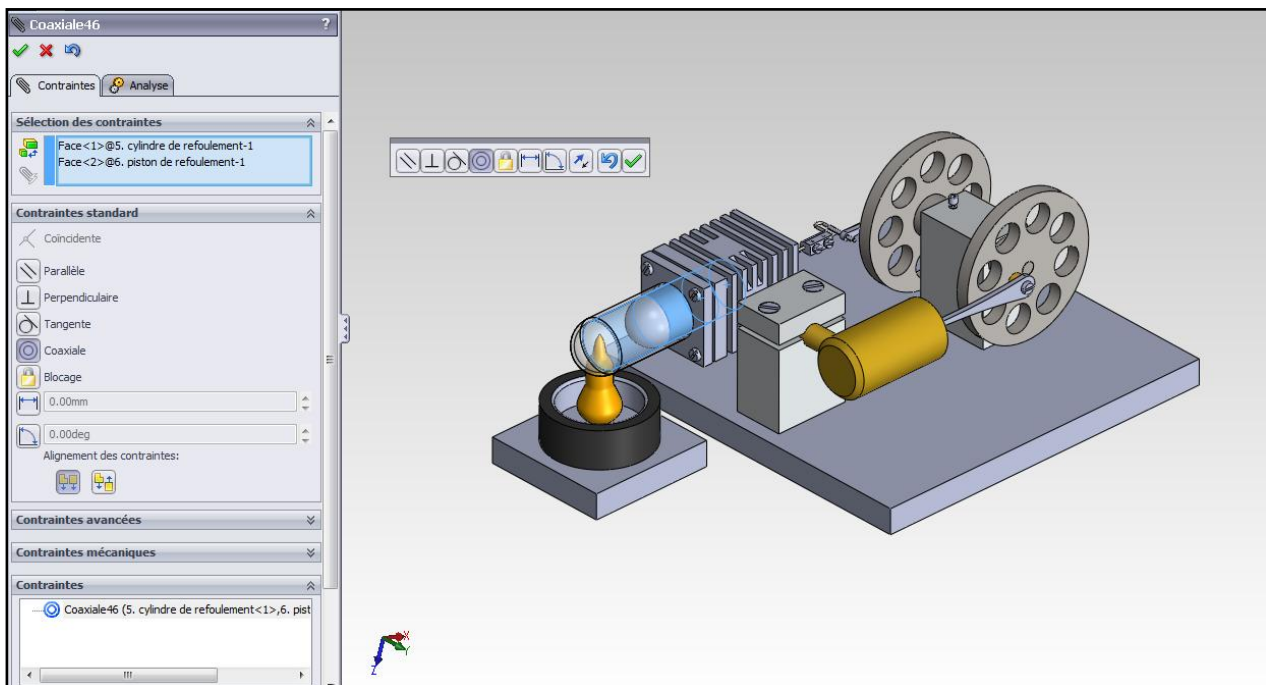 Coaxiale46 ?
Contraintes Analyse
Sélection des contraintes
Face<1>@5. cylindre de refoulement-1
Face<2>@6. piston de refoulement-1
Contraintes standard
Coïncidente
Parallèle
Perpendiculaire
Tangente
Coaxiale
Blocage
0.00mm
0.00deg
Alignement des contraintes:
Contraintes avancées
Contraintes mécaniques
Contraintes
Coaxiale46 (5. cylindre de refoulement<1>,6. pist
X
Y
Z